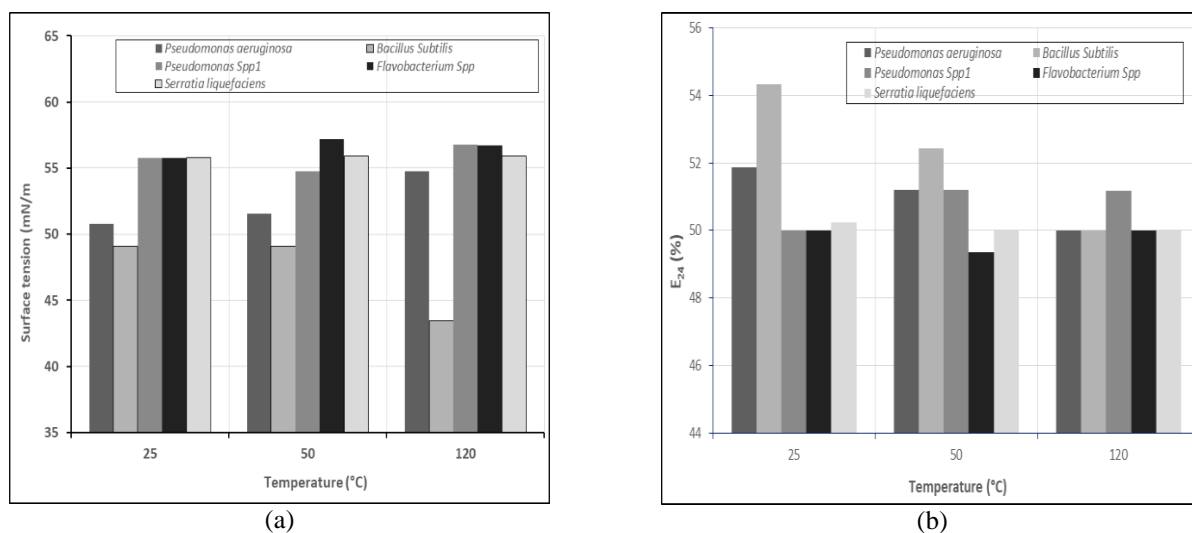 65
60
55
50
45
40
35
Surface tension (mN/m)
Pseudomonas aeruginosa
Bacillus Subtilis
Pseudomonas Spp1
Flavobacterium Spp
Serratia liquefaciens
25
50
120
Temperature (°C)
(a)
56
54
52
50
48
46
44
E24 (%)
Pseudomonas aeruginosa
Bacillus Subtilis
Pseudomonas Spp1
Flavobacterium Spp
Serratia liquefaciens
25
50
120
Temperature (°C)
(b)